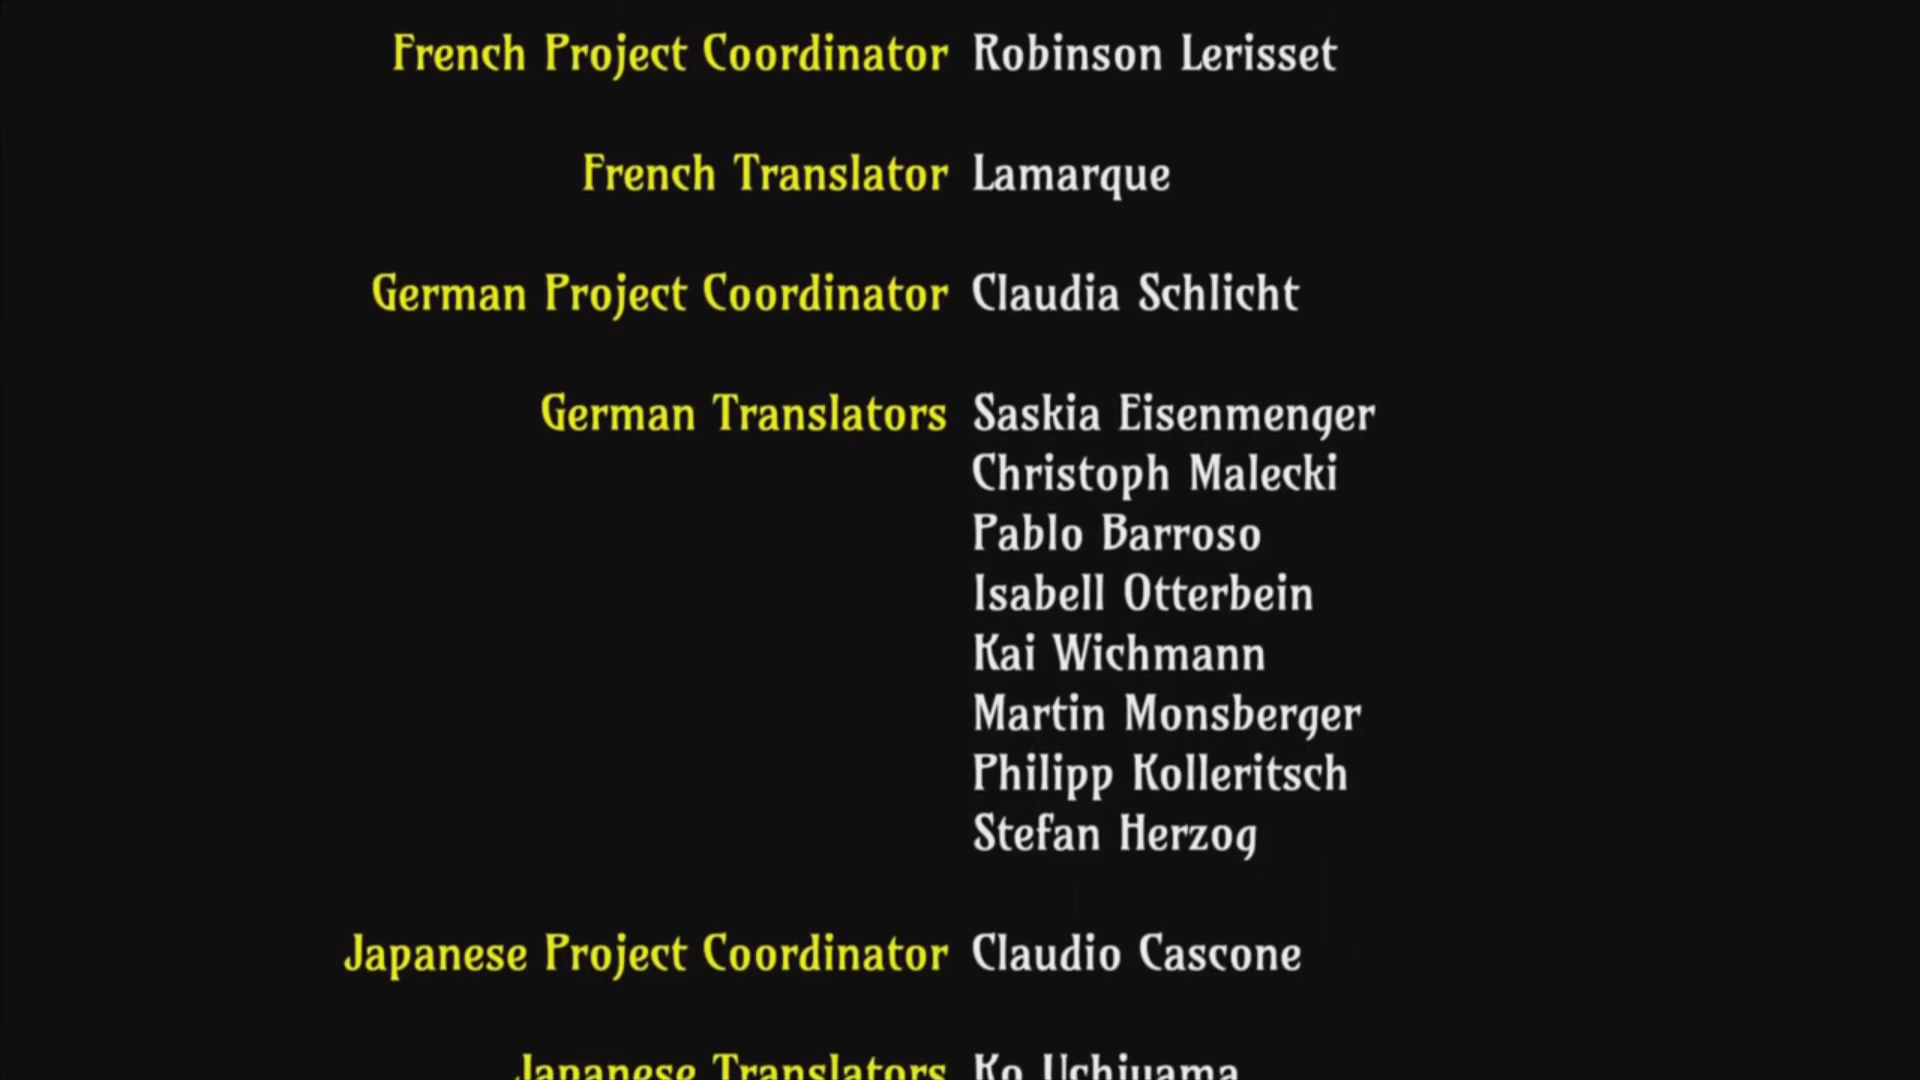 French Project Coordinator Robinson Lerisset
French Translator Lamarque
German Project Coordinator Claudia Schlicht
German Translators Saskia Eisenmenger
Christoph Malecki
Pablo Barroso
Isabell Otterbein
Kai Wichmann
Martin Monsberger
Philipp Kolleritsch
Stefan Herzog
Japanese Project Coordinator Claudio Cascone
Japanese Translators Ko Uchiyama